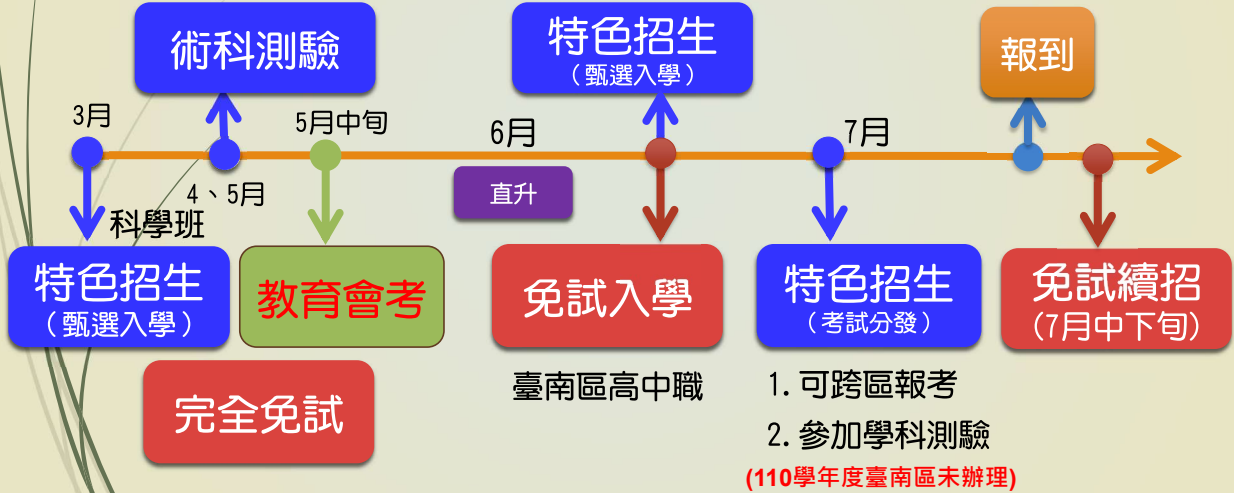 術科測驗
特色招生
(甄選入學)
報到
3月
5月中旬
6月
7月
4、5月
直升
科學班
特色招生
(甄選入學)
教育會考
免試入學
特色招生
(考試分發)
免試續招
(7月中下旬)
完全免試
臺南區高中職
1. 可跨區報考
2. 參加學科測驗
(110學年度臺南區未辦理)